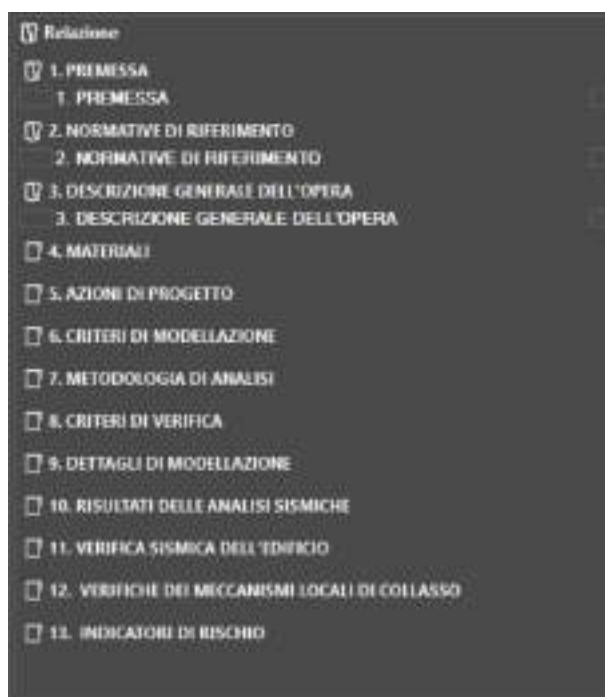 Relazione
1. PREMESSA
1. PREMESSA
2. NORMATIVE DI RIFERIMENTO
2. NORMATIVE DI RIFERIMENTO
3. DESCRIZIONE GENERALE DELL'OPERA
3. DESCRIZIONE GENERALE DELL'OPERA
4. MATERIALI
5. AZIONI DI PROGETTO
6. CRITERI DI MODELLAZIONE
7. METODOLOGIA DI ANALISI
8. CRITERI DI VERIFICA
9. DETTAGLI DI MODELLAZIONE
10. RISULTATI DELLE ANALISI SISMICHE
11. VERIFICA SISMICA DELL'EDIFICIO
12. VERIFICHE DEI MECCANISMI LOCALI DI COLLASSO
13. INDICATORI DI RISCHIO